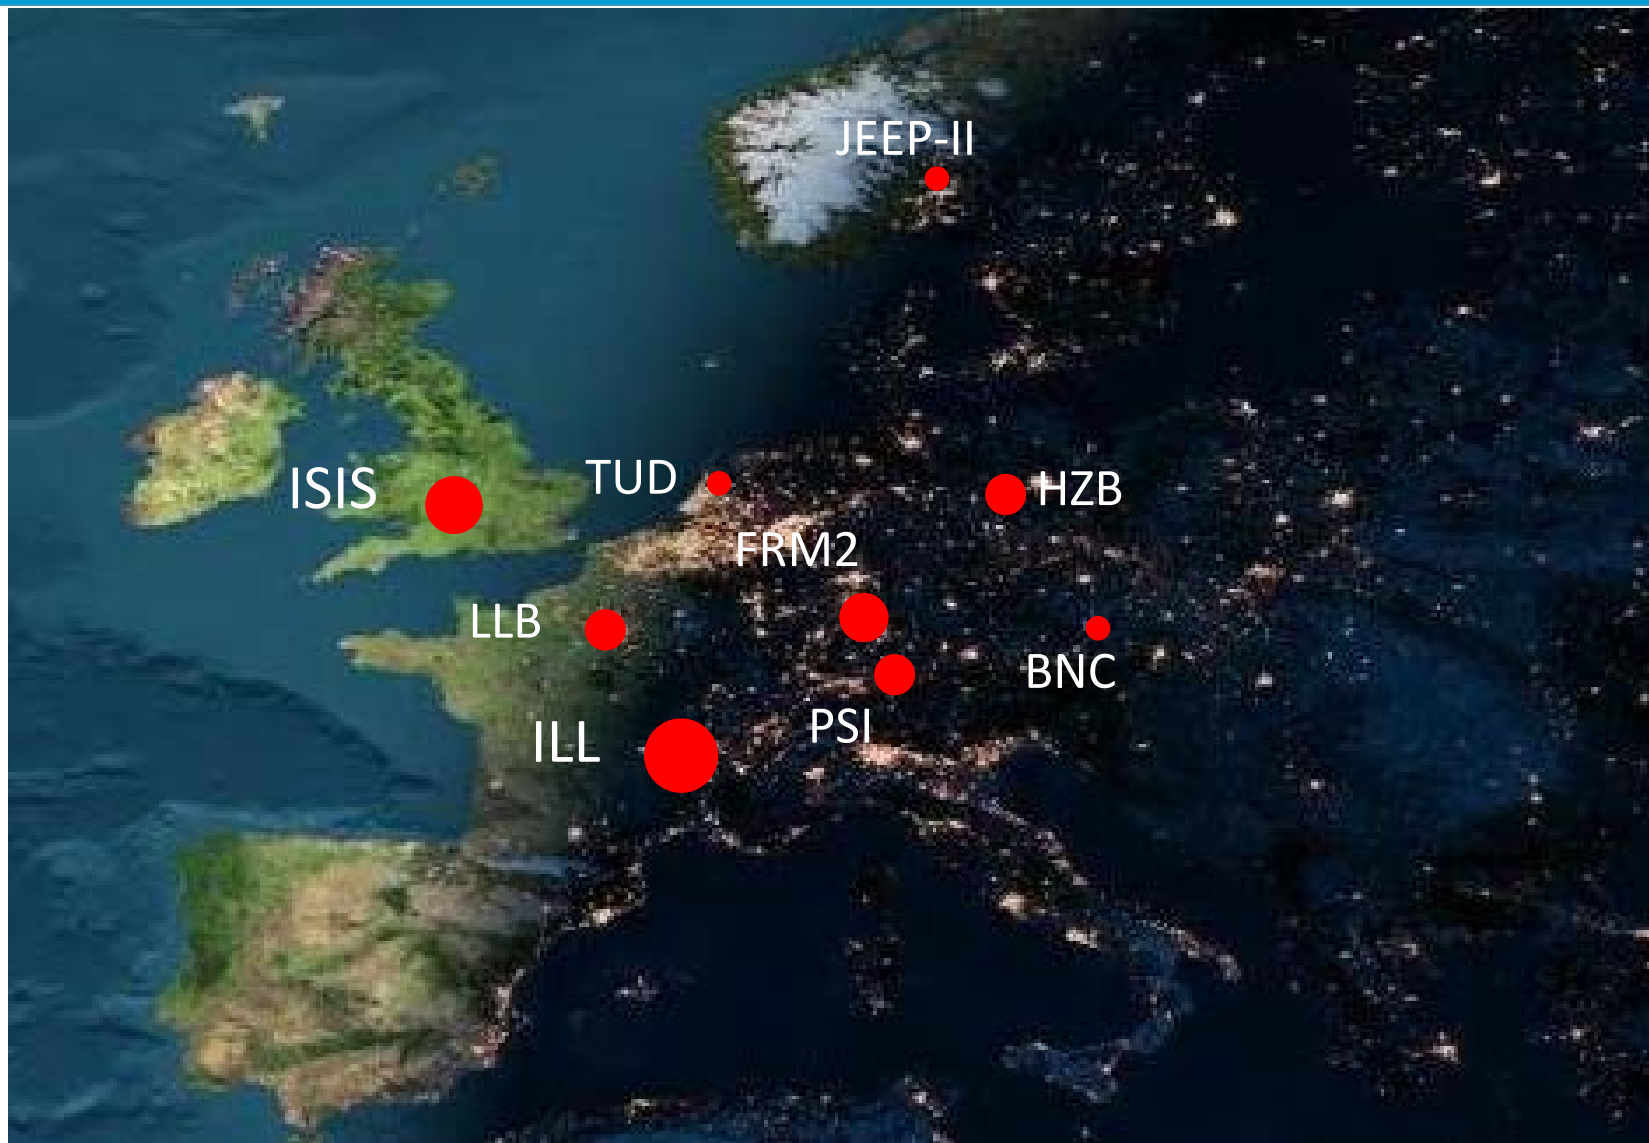 JEEP-II
ISIS
TUD
HZB
FRM2
LLB
BNC
PSI
ILL